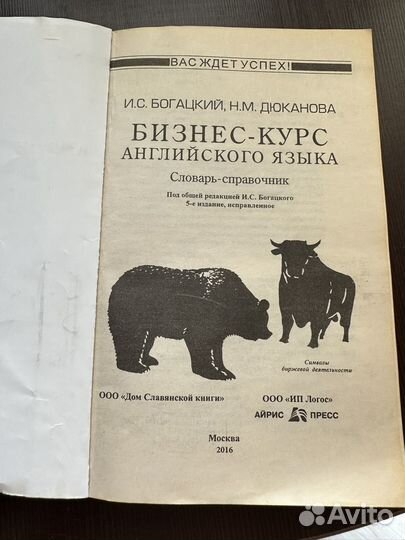 ВАС ЖДЕТ УСПЕХ!
И.С. БОГАЦКИЙ, Н.М. ДЮКАНОВА
БИЗНЕС-КУРС
АНГЛИЙСКОГО ЯЗЫКА
Словарь-справочник
Под общей редакцией И.С. Богацкого
5-е издание, исправленное
Символы
биржевой деятельности
ООО «Дом Славянской книги»
ООО «ИП Логос»
АЙРИС ПРЕСС
Москва
2016
Avito